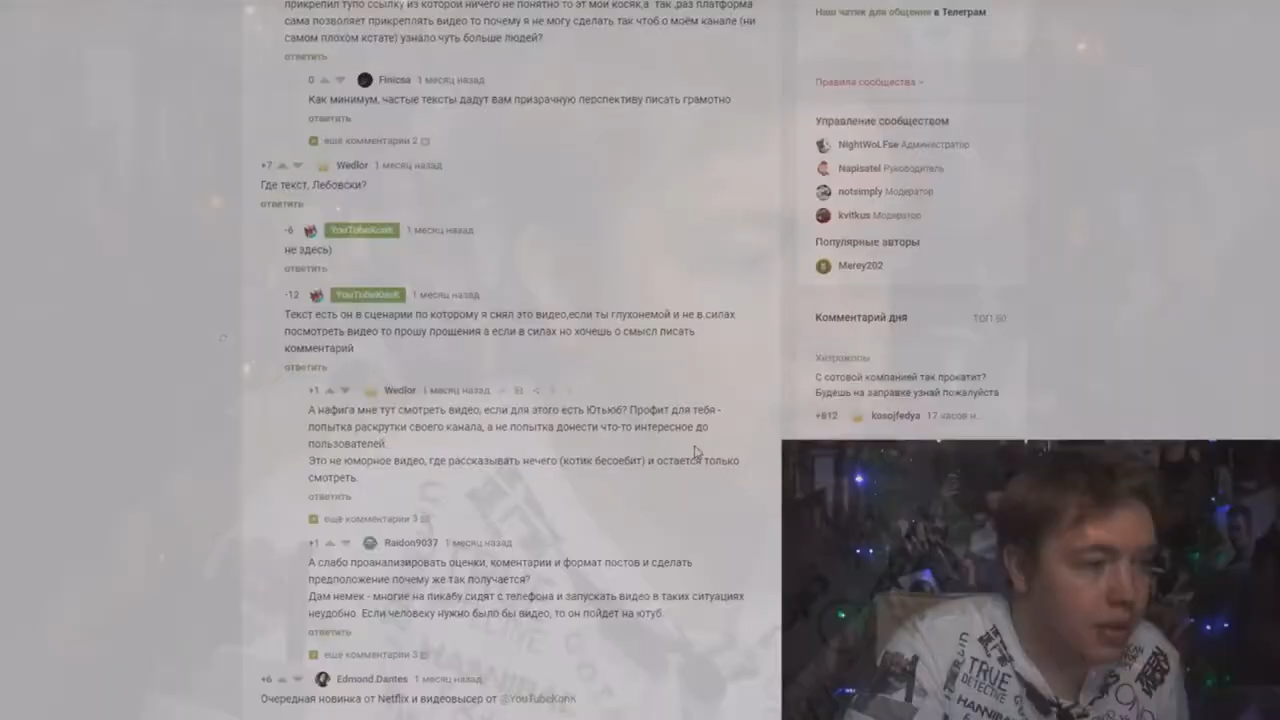 прикрепил тупо ссылку из которой ничего не понятно то эт мой косяк,а так ,раз платформа
сама позволяет прикреплять видео то почему я не могу сделать так чтоб о моём канале (ни
самом плохом кстате) узнало чуть больше людей?
ответить
0 Finicsa 1 месяц назад
Как минимум, частые тексты дадут вам призрачную перспективу писать грамотно
ответить
еще комментарии 2
+7 Wedlor 1 месяц назад
Где текст, Лебовски?
ответить
-6 YouTubeKonK 1 месяц назад
не здесь)
ответить
-12 YouTubeKonK 1 месяц назад
Текст есть он в сценарии по которому я снял это видео,если ты глухонемой и не в силах
посмотреть видео то прошу прощения а если в силах но хочешь о смысл писать
комментарий
ответить
+1 Wedlor 1 месяц назад
А нафига мне тут смотреть видео, если для этого есть Ютьюб? Профит для тебя -
попытка раскрутки своего канала, а не попытка донести что-то интересное до
пользователей.
Это не юморное видео, где рассказывать нечего (котик бесоебит) и остается только
смотреть.
ответить
еще комментарии 3
+1 Raidon9037 1 месяц назад
А слабо проанализировать оценки, коментарии и формат постов и сделать
предположение почему же так получается?
Дам немек - многие на пикабу сидят с телефона и запускать видео в таких ситуациях
неудобно. Если человеку нужно было бы видео, то он пойдет на ютуб.
ответить
еще комментарии 3
+6 Edmond.Dantes 1 месяц назад
Очередная новинка от Netflix и видеовысер от @YouTubeKonK
Наш чатик для общения в Телеграм
Правила сообщества
Управление сообществом
NightWoLFse Администратор
Napisatel Руководитель
notsimply Модератор
kvitkus Модератор
Популярные авторы
Merey202
Комментарий дня ТОП 50
Хитрожопы
С сотовой компанией так прокатит?
Будешь на заправке узнай пожалуйста
+812 kosojfedya 17 часов н...
TRUE
DETECTIVE
HANNIBAL